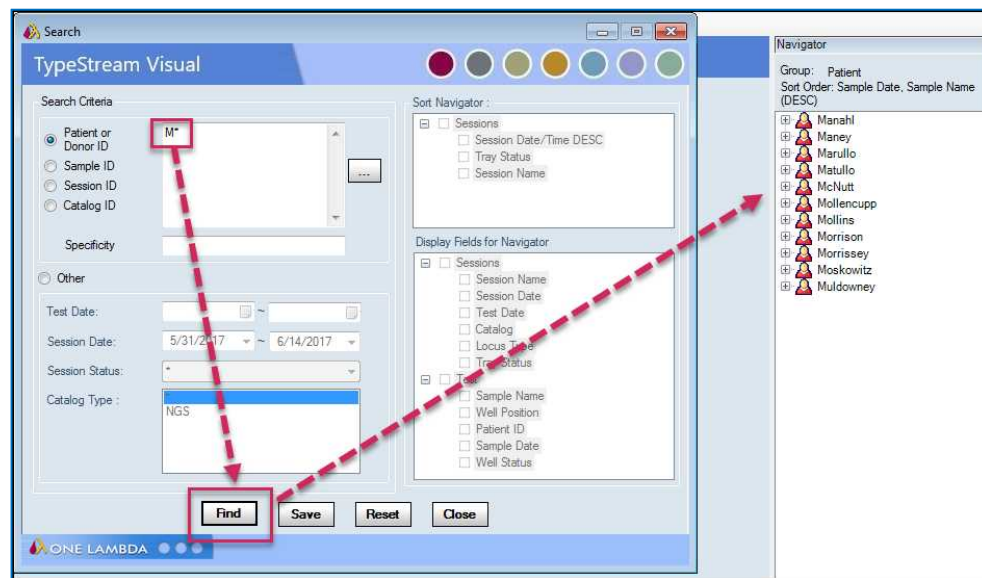 Search
TypeStream Visual
Search Criteria
Patient or
Donor ID
M*
Sample ID
Session ID
Catalog ID
...
Specificity
Other
Test Date:
~
Session Date:
5/31/2017 ~ 6/14/2017
Session Status:
*
Catalog Type :
*
NGS
Sort Navigator :
Sessions
Session Date/Time DESC
Tray Status
Session Name
Display Fields for Navigator
Sessions
Session Name
Session Date
Test Date
Catalog
Locus Type
Tray Status
Test
Sample Name
Well Position
Patient ID
Sample Date
Well Status
Find Save Reset Close
ONE LAMBDA
Navigator
Group: Patient
Sort Order: Sample Date, Sample Name
(DESC)
Manahl
Maney
Marullo
Matullo
McNutt
Mollencupp
Mollins
Morrison
Morrissey
Moskowitz
Muldowney